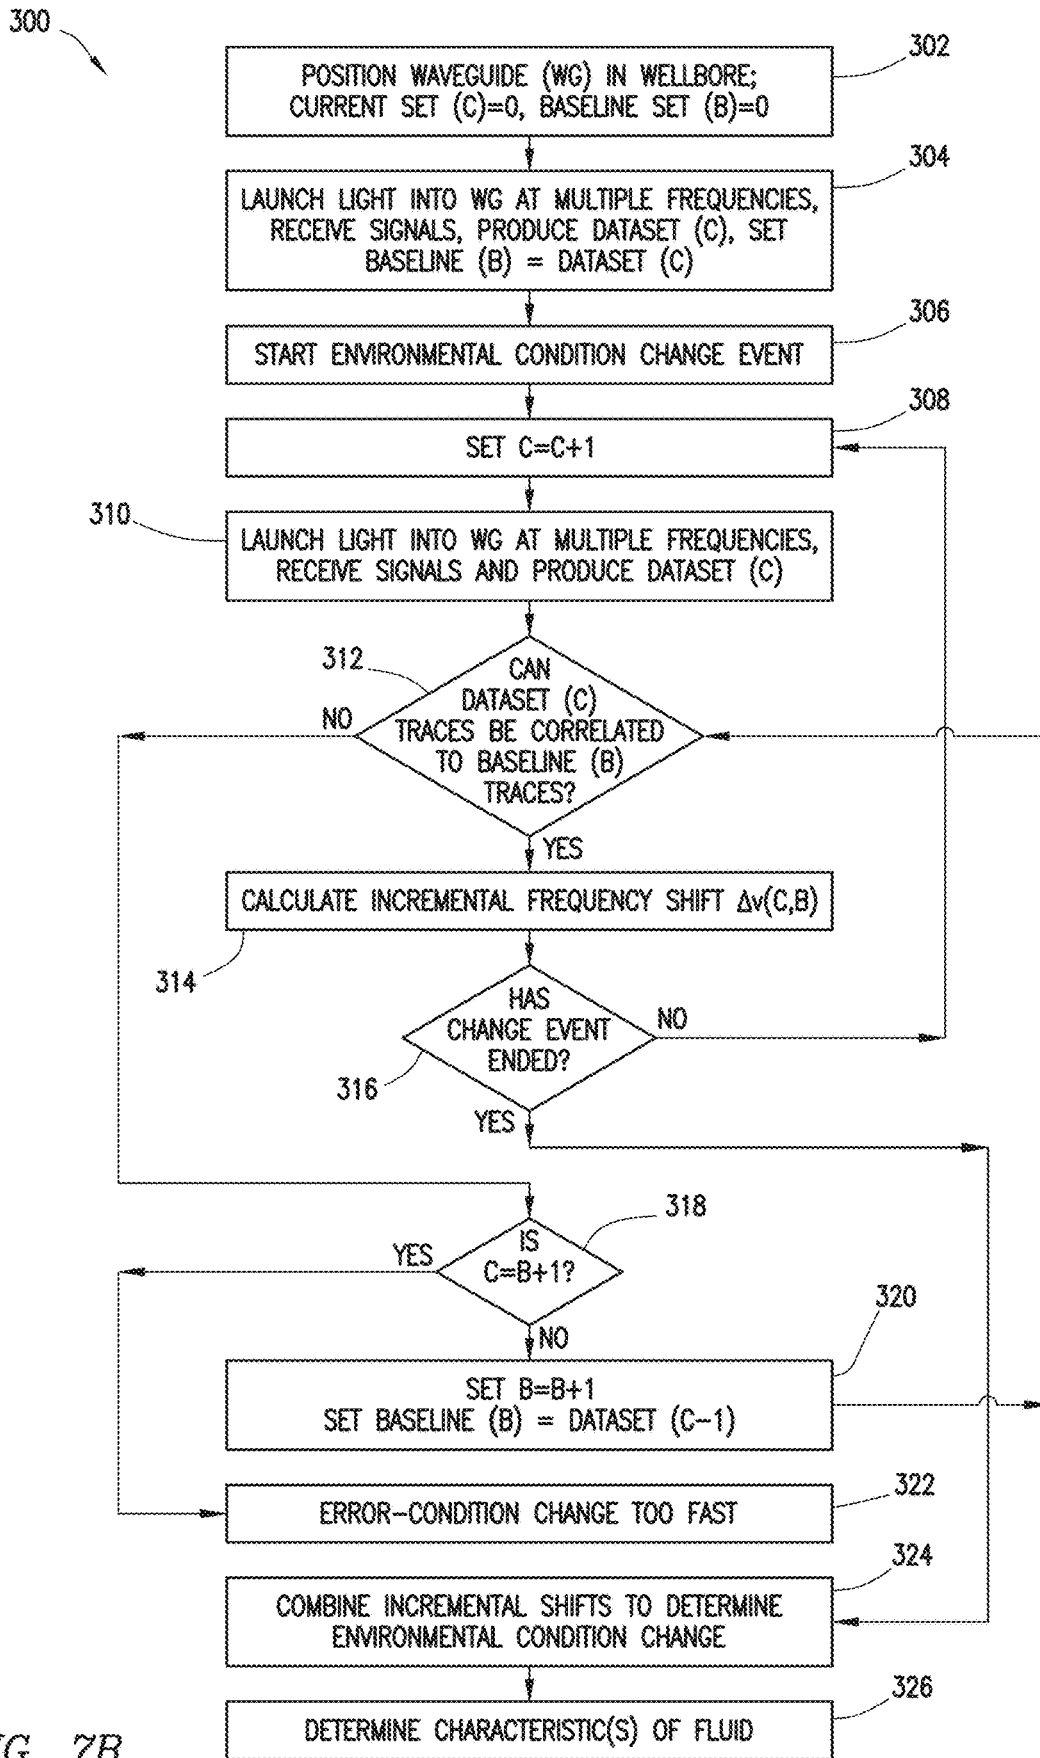 300
302
POSITION WAVEGUIDE (WG) IN WELLBORE;
CURRENT SET (C)=0, BASELINE SET (B)=0
304
LAUNCH LIGHT INTO WG AT MULTIPLE FREQUENCIES,
RECEIVE SIGNALS, PRODUCE DATASET (C), SET
BASELINE (B) = DATASET (C)
306
START ENVIRONMENTAL CONDITION CHANGE EVENT
308
SET C=C+1
310
LAUNCH LIGHT INTO WG AT MULTIPLE FREQUENCIES,
RECEIVE SIGNALS AND PRODUCE DATASET (C)
312
CAN
DATASET (C)
TRACES BE CORRELATED
TO BASELINE (B)
TRACES?
NO
YES
CALCULATE INCREMENTAL FREQUENCY SHIFT Δv(C,B)
314
HAS
CHANGE EVENT
ENDED?
NO
316
YES
318
IS
C=B+1?
YES
NO
320
SET B=B+1
SET BASELINE (B) = DATASET (C-1)
322
ERROR-CONDITION CHANGE TOO FAST
324
COMBINE INCREMENTAL SHIFTS TO DETERMINE
ENVIRONMENTAL CONDITION CHANGE
326
DETERMINE CHARACTERISTIC(S) OF FLUID
IG. 7B